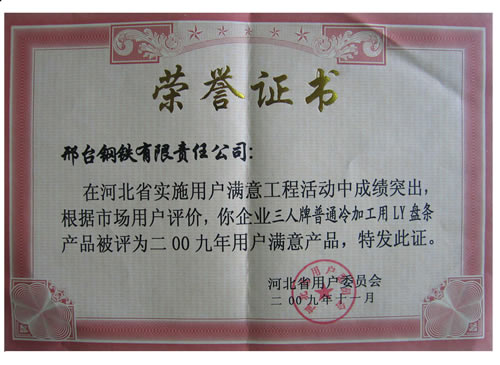 荣誉证书
邢台钢铁有限责任公司:
在河北省实施用户满意工程活动中成绩突出,
根据市场用户评价,你企业三人牌普通冷加工用LY盘条
产品被评为二00九年用户满意产品,特发此证。
河北省用户委员会
二00九年十一月